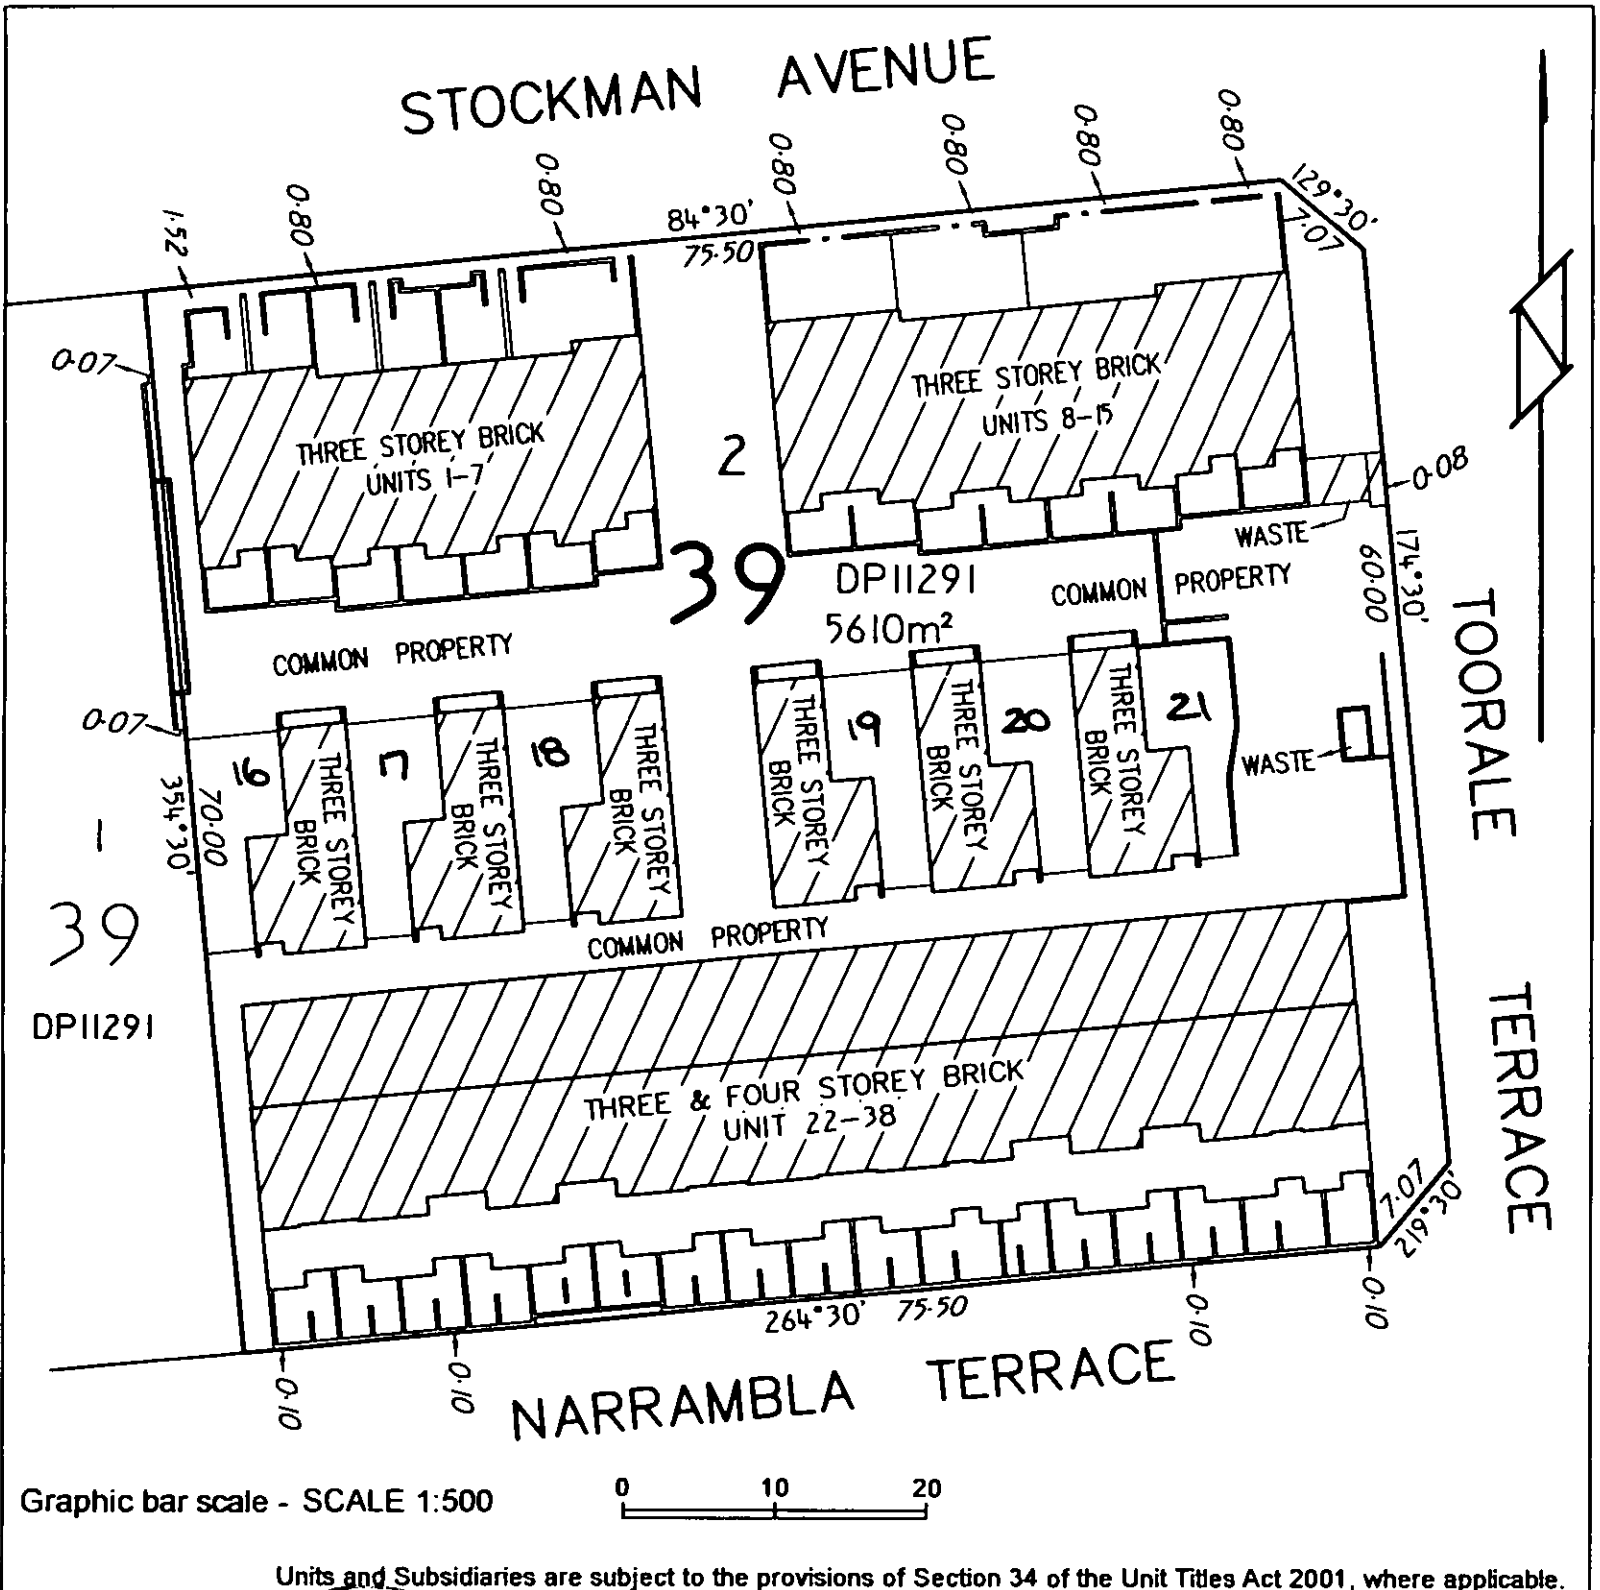 STOCKMAN AVENUE
1·52
0·80
0·80
0·80
0·80
0·80
0·80
84°30'
75·50
129°30'
7·07
0·07
THREE STOREY BRICK
UNITS 1-7
2
THREE STOREY BRICK
UNITS 8-15
0·08
WASTE
39
DP11291
5610m²
COMMON PROPERTY
COMMON PROPERTY
174°30'
60·00
TOORALE TERRACE
0·07
16
THREE STOREY
BRICK
17
THREE STOREY
BRICK
18
THREE STOREY
BRICK
THREE STOREY
BRICK
19
THREE STOREY
BRICK
20
THREE STOREY
BRICK
21
WASTE
354°30'
70·00
1
39
DP11291
COMMON PROPERTY
THREE & FOUR STOREY BRICK
UNIT 22-38
7·07
219°30'
264°30' 75·50
0·10
0·10
0·10
0·10
NARRAMBLA TERRACE
Graphic bar scale - SCALE 1:500
0 10 20
Units and Subsidiaries are subject to the provisions of Section 34 of the Unit Titles Act 2001, where applicable.